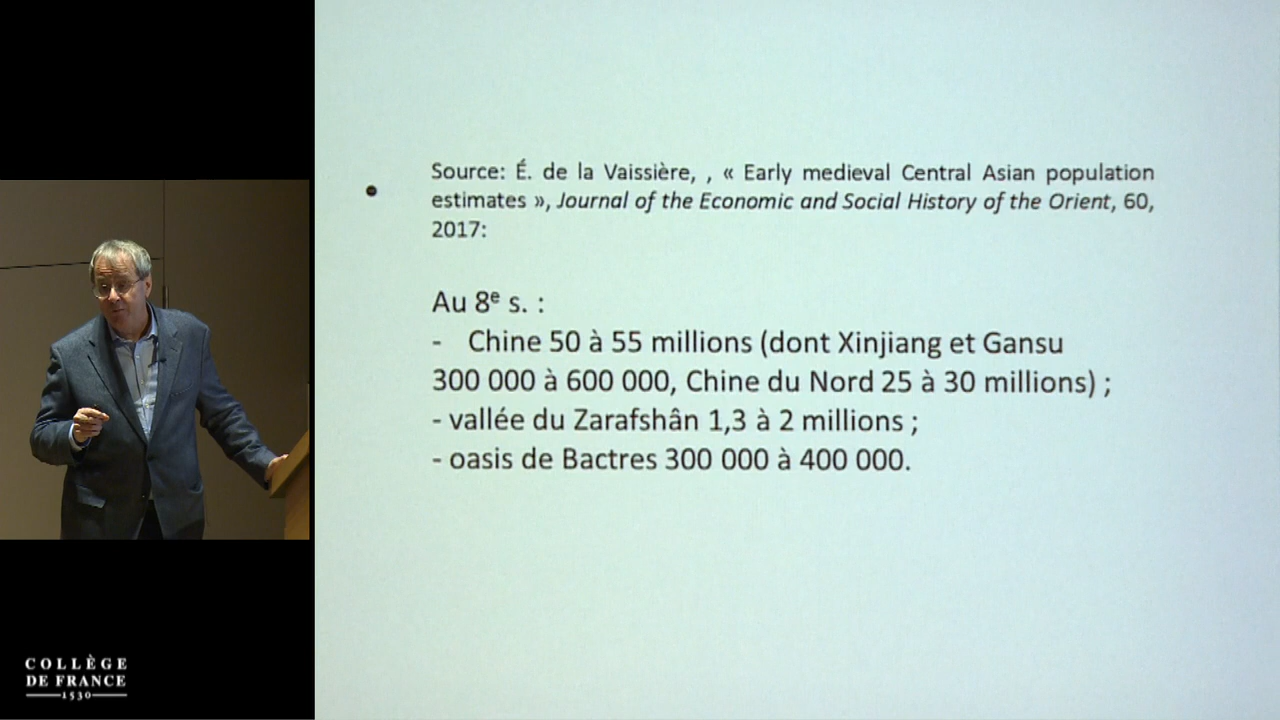 Source: É. de la Vaissière, , « Early medieval Central Asian population
estimates », Journal of the Economic and Social History of the Orient, 60,
2017:
Au 8e s. :
- Chine 50 à 55 millions (dont Xinjiang et Gansu
300 000 à 600 000, Chine du Nord 25 à 30 millions) ;
- vallée du Zarafshân 1,3 à 2 millions ;
- oasis de Bactres 300 000 à 400 000.
COLLÈGE
DE FRANCE
1530